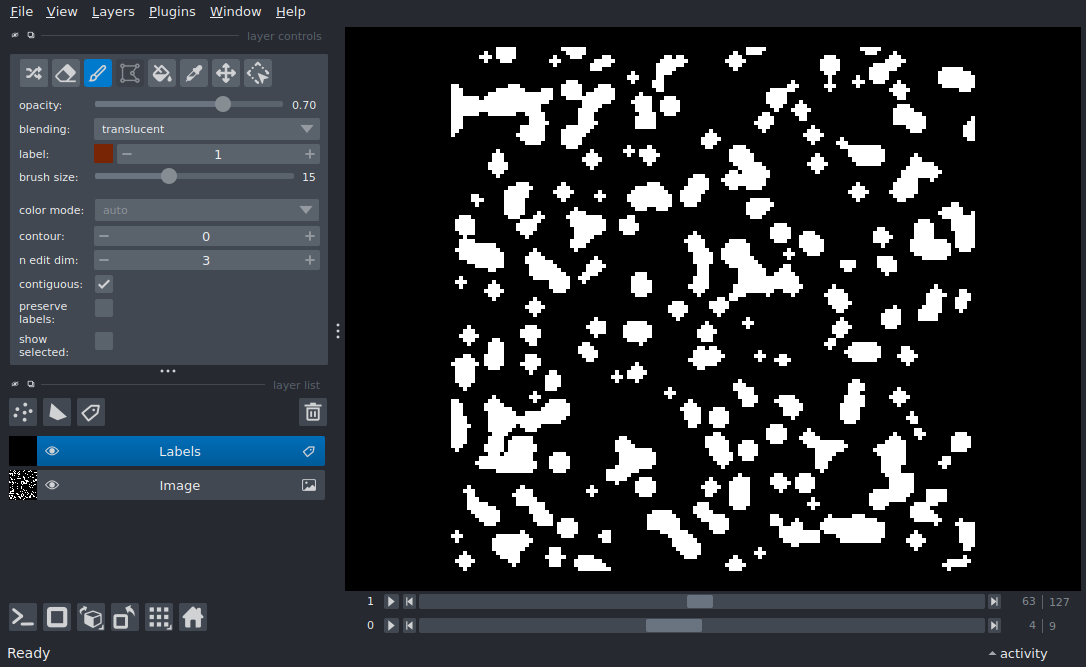 File View Layers Plugins Window Help
layer controls
opacity: 0.70
blending: translucent
label: 1
brush size: 15
color mode: auto
contour: 0
n edit dim: 3
contiguous:
preserve
labels:
show
selected:
layer list
Labels
Image
1 63 127
0 4 9
Ready activity